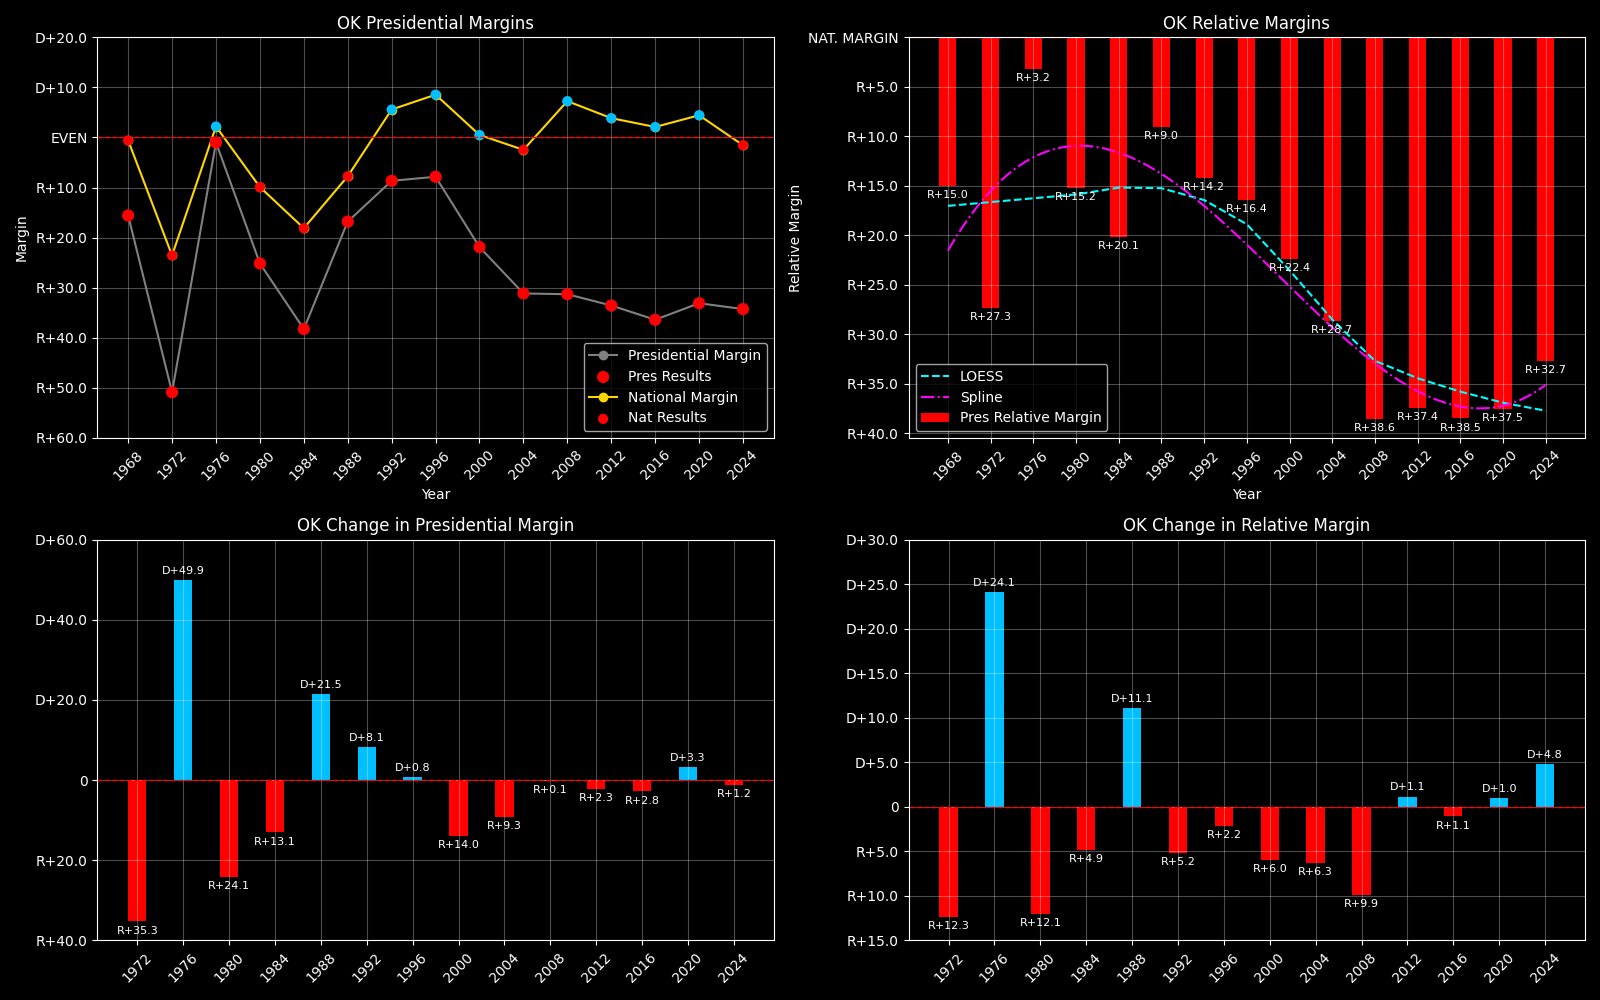 OK Presidential Margins
D+20.0
D+10.0
EVEN
R+10.0
R+20.0
R+30.0
R+40.0
R+50.0
R+60.0
Margin
Presidential Margin
Pres Results
National Margin
Nat Results
1968 1972 1976 1980 1984 1988 1992 1996 2000 2004 2008 2012 2016 2020 2024
Year
OK Relative Margins
NAT. MARGIN
R+5.0
R+10.0
R+15.0
R+20.0
R+25.0
R+30.0
R+35.0
R+40.0
Relative Margin
R+15.0
R+27.3
R+3.2
R+15.2
R+20.1
R+9.0
R+14.2
R+16.4
R+22.4
R+28.7
R+38.6
R+37.4
R+38.5
R+37.5
R+32.7
LOESS
Spline
Pres Relative Margin
1968 1972 1976 1980 1984 1988 1992 1996 2000 2004 2008 2012 2016 2020 2024
Year
OK Change in Presidential Margin
D+60.0
D+40.0
D+20.0
0
R+20.0
R+40.0
R+35.3
D+49.9
R+24.1
R+13.1
D+21.5
D+8.1
D+0.8
R+14.0
R+9.3
R+0.1
R+2.3
R+2.8
D+3.3
R+1.2
1972 1976 1980 1984 1988 1992 1996 2000 2004 2008 2012 2016 2020 2024
OK Change in Relative Margin
D+30.0
D+25.0
D+20.0
D+15.0
D+10.0
D+5.0
0
R+5.0
R+10.0
R+15.0
R+12.3
D+24.1
R+12.1
R+4.9
D+11.1
R+5.2
R+2.2
R+6.0
R+6.3
R+9.9
D+1.1
R+1.1
D+1.0
D+4.8
1972 1976 1980 1984 1988 1992 1996 2000 2004 2008 2012 2016 2020 2024